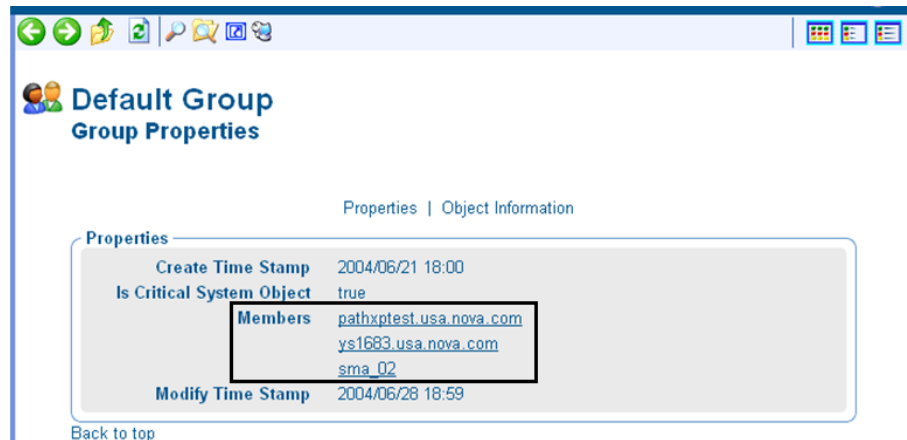 Default Group
Group Properties
Properties | Object Information
Properties
Create Time Stamp 2004/06/21 18:00
Is Critical System Object true
Members pathxptest.usa.nova.com
ys1683.usa.nova.com
sma_02
Modify Time Stamp 2004/06/28 18:59
Back to top